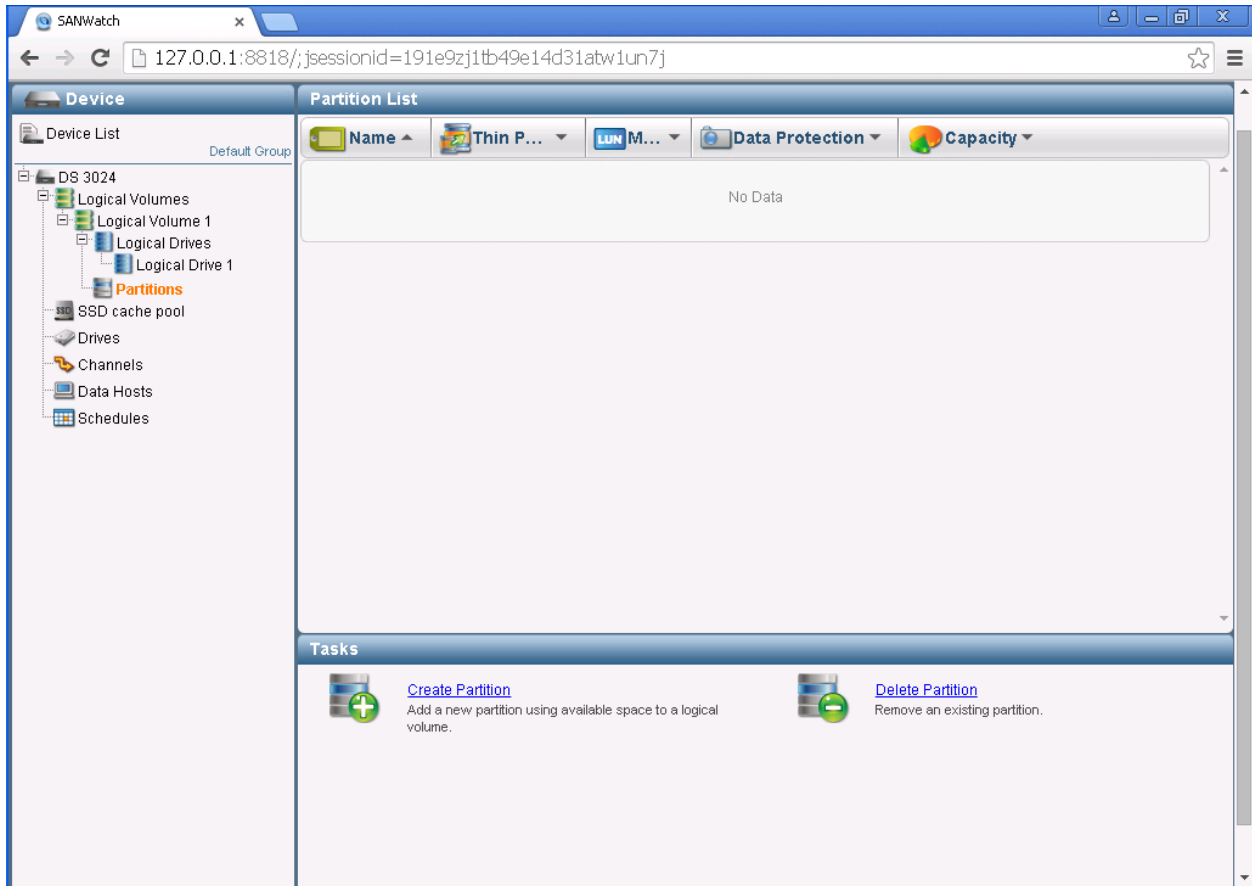 SANWatch
127.0.0.1:8818/;jsessionid=191e9zj1tb49e14d31atw1un7j
Device
Device List
Default Group
DS 3024
Logical Volumes
Logical Volume 1
Logical Drives
Logical Drive 1
Partitions
SSD SSD cache pool
Drives
Channels
Data Hosts
Schedules
Partition List
Name Thin P... LUN M... Data Protection Capacity
No Data
Tasks
Create Partition
Add a new partition using available space to a logical
volume.
Delete Partition
Remove an existing partition.